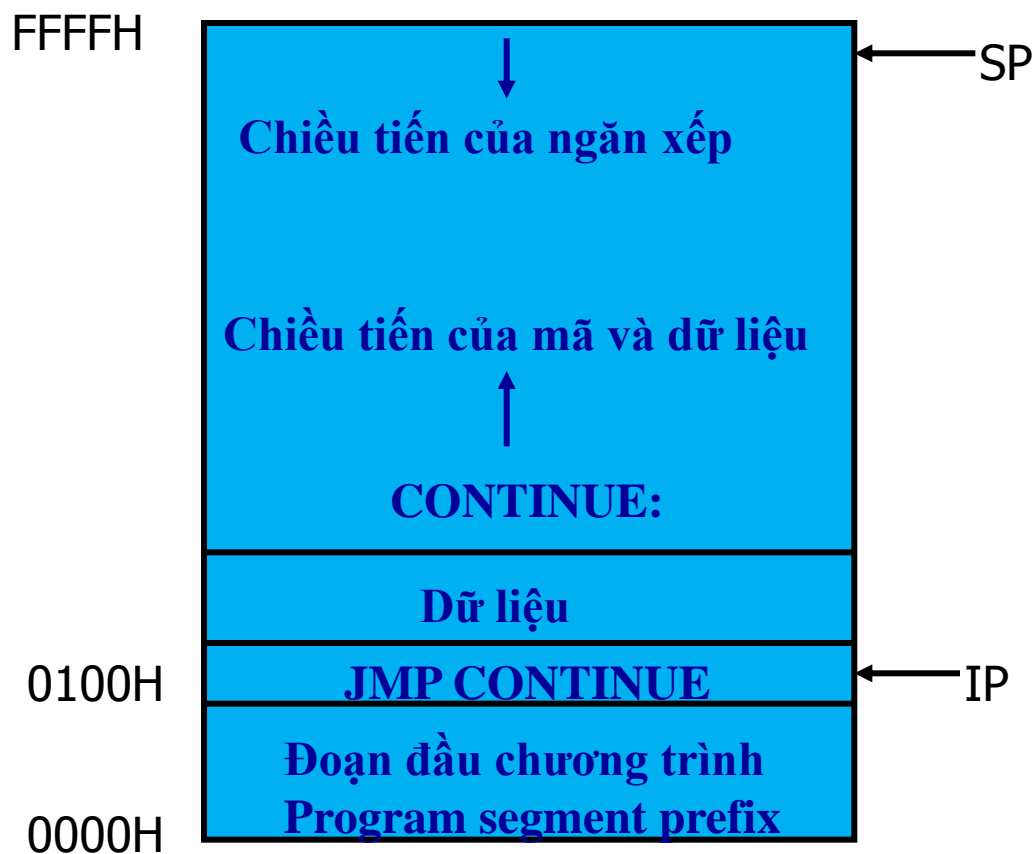 FFFFH
SP
Chiều tiến của ngăn xếp
Chiều tiến của mã và dữ liệu
CONTINUE:
Dữ liệu
0100H
JMP CONTINUE
IP
Đoạn đầu chương trình
Program segment prefix
0000H